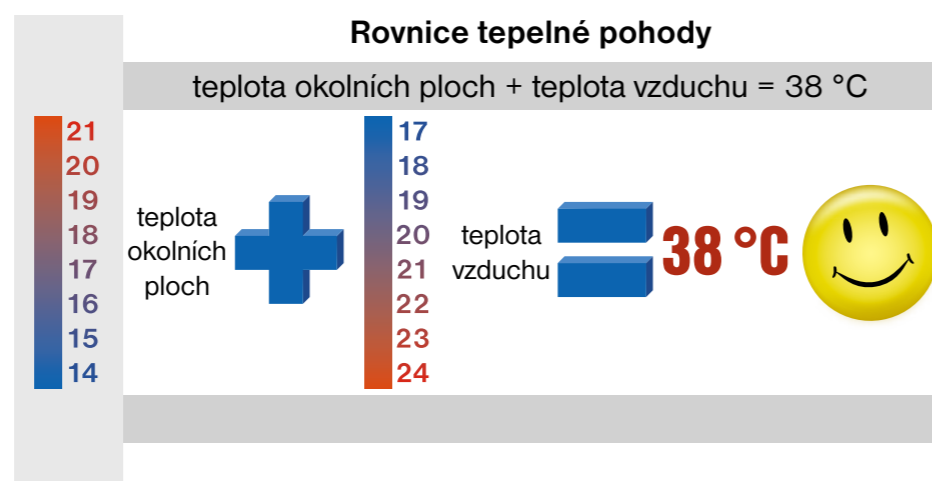 Rovnice tepelné pohody
teplota okolních ploch + teplota vzduchu = 38 °C
21
20
19
18
17
16
15
14
teplota
okolních
ploch
17
18
19
20
21
22
23
24
teplota
vzduchu
38 °C